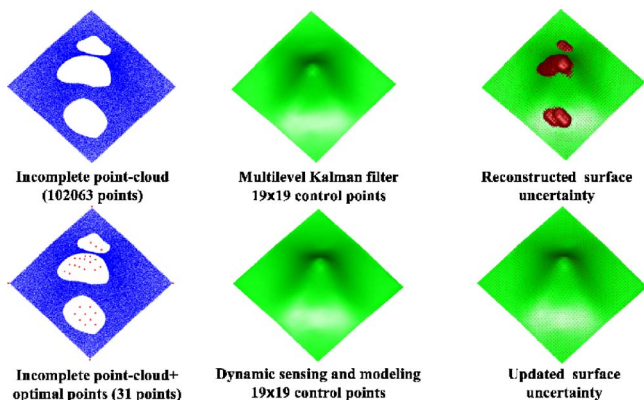 Incomplete point-cloud
(102063 points)
Multilevel Kalman filter
19x19 control points
Reconstructed surface
uncertainty
Incomplete point-cloud+
optimal points (31 points)
Dynamic sensing and modeling
19x19 control points
Updated surface
uncertainty